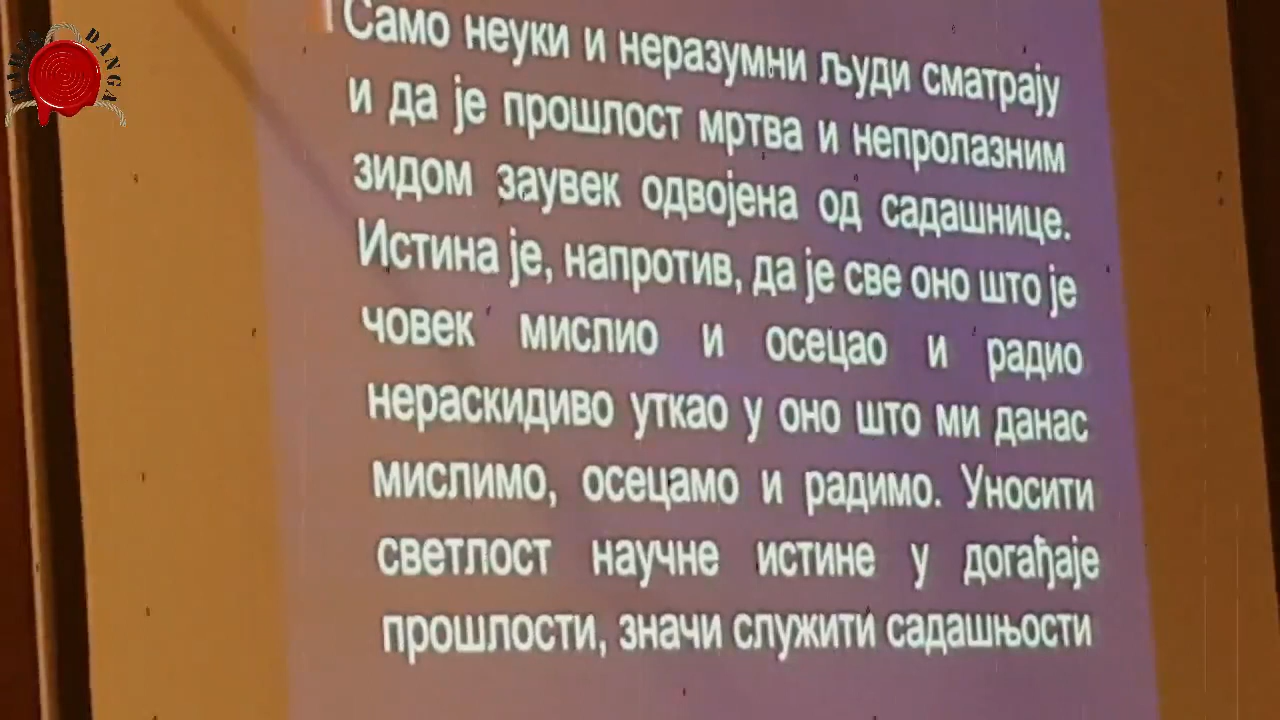 Само неуки и неразумни људи сматрају
и да је прошлост мртва и непролазним
зидом заувек одвојена од садашнице.
Истина је, напротив, да је све оно што је
човек мислио и осецао и радио
нераскидиво уткао у оно што ми данас
мислимо, осецамо и радимо. Уносити
светлост научне истине у догађаје
прошлости, значи служити садашњости
DANGA